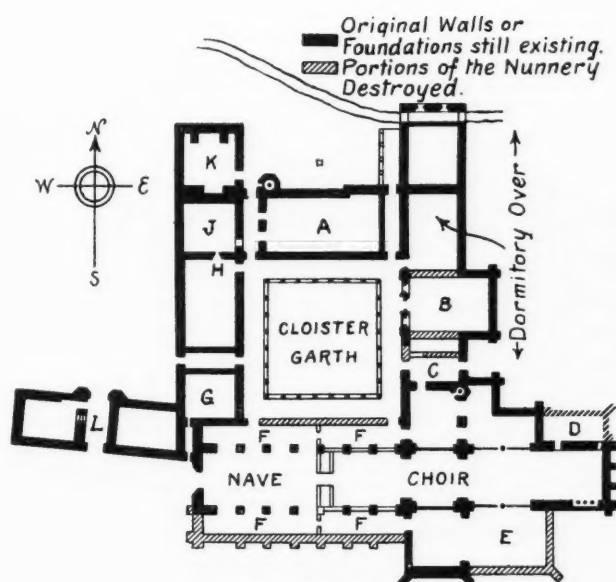 Original Walls or
Foundations still existing.
Portions of the Nunnery
Destroyed.
N
W
E
S
K
J
A
H
B
Dormitory Over
CLOISTER
GARTH
C
G
L
D
F
F
NAVE
CHOIR
F
F
E